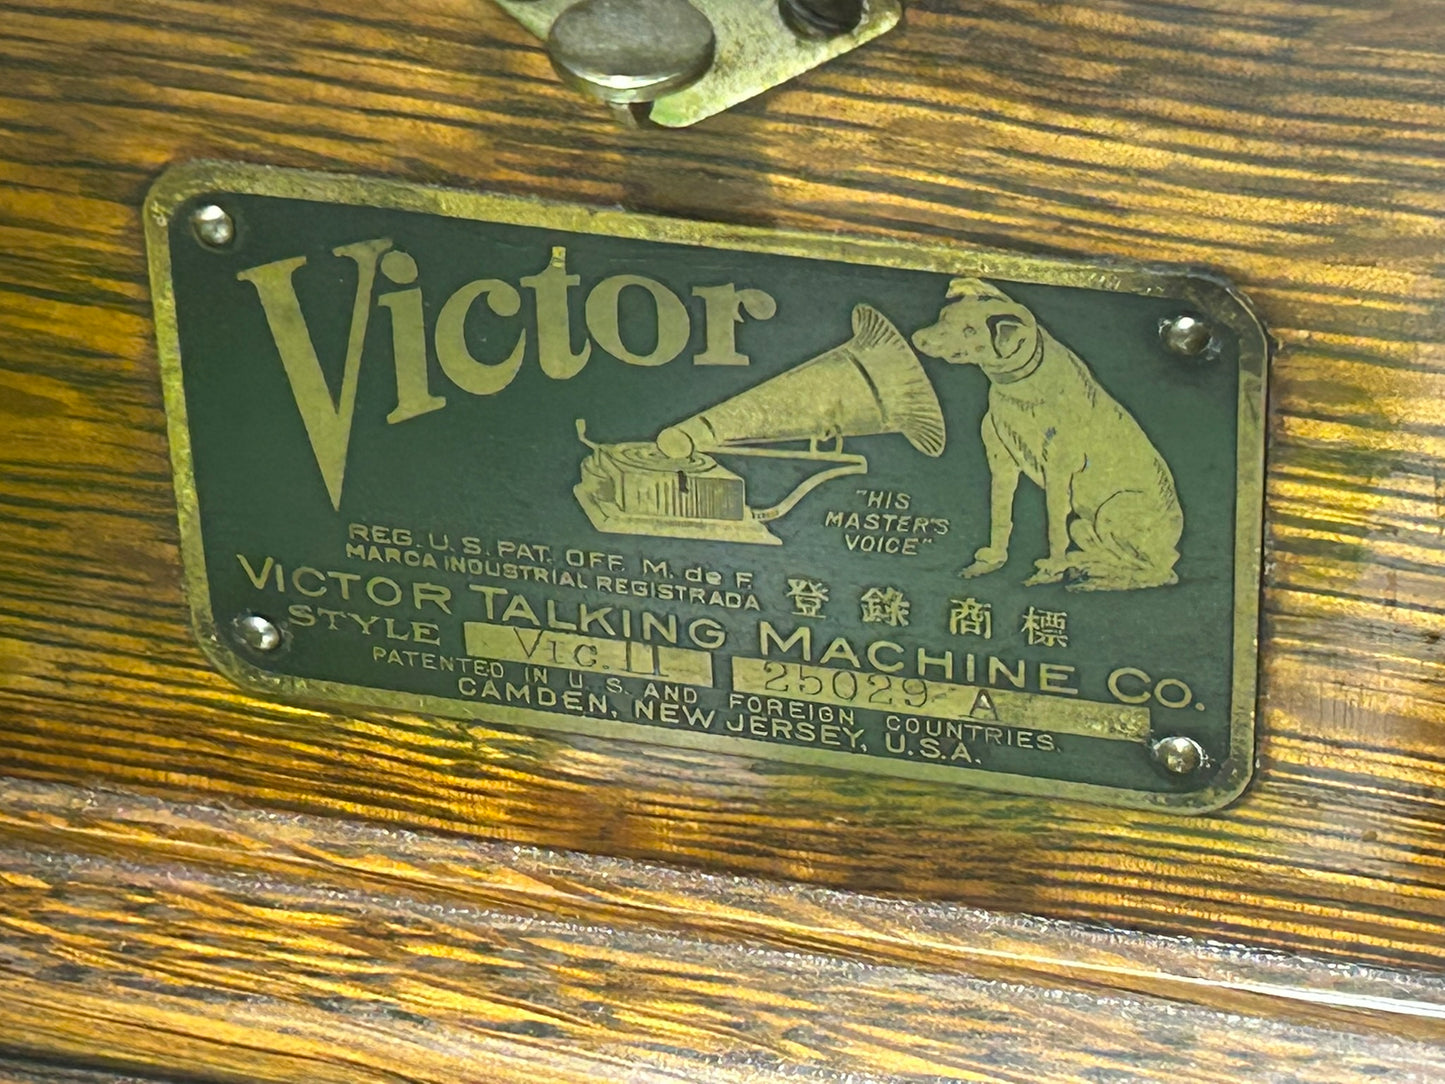 Victor
"HIS
MASTER'S
VOICE"
REG. U.S. PAT. OFF. M. de F.
MARCA INDUSTRIAL REGISTRADA 登錄商標
VICTOR TALKING MACHINE CO.
STYLE VIC. II 25029 A
PATENTED IN U.S. AND FOREIGN COUNTRIES.
CAMDEN, NEW JERSEY, U.S.A.